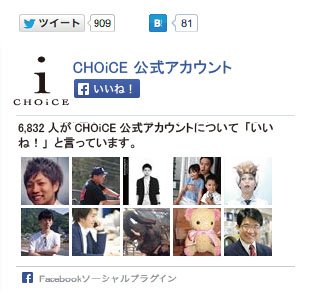 ツイート 909 B! 81
i
CHOiCE
CHOiCE 公式アカウント
いいね！
6,832 人が CHOiCE 公式アカウントについて「いい
ね！」と言っています。
Facebookソーシャルプラグイン